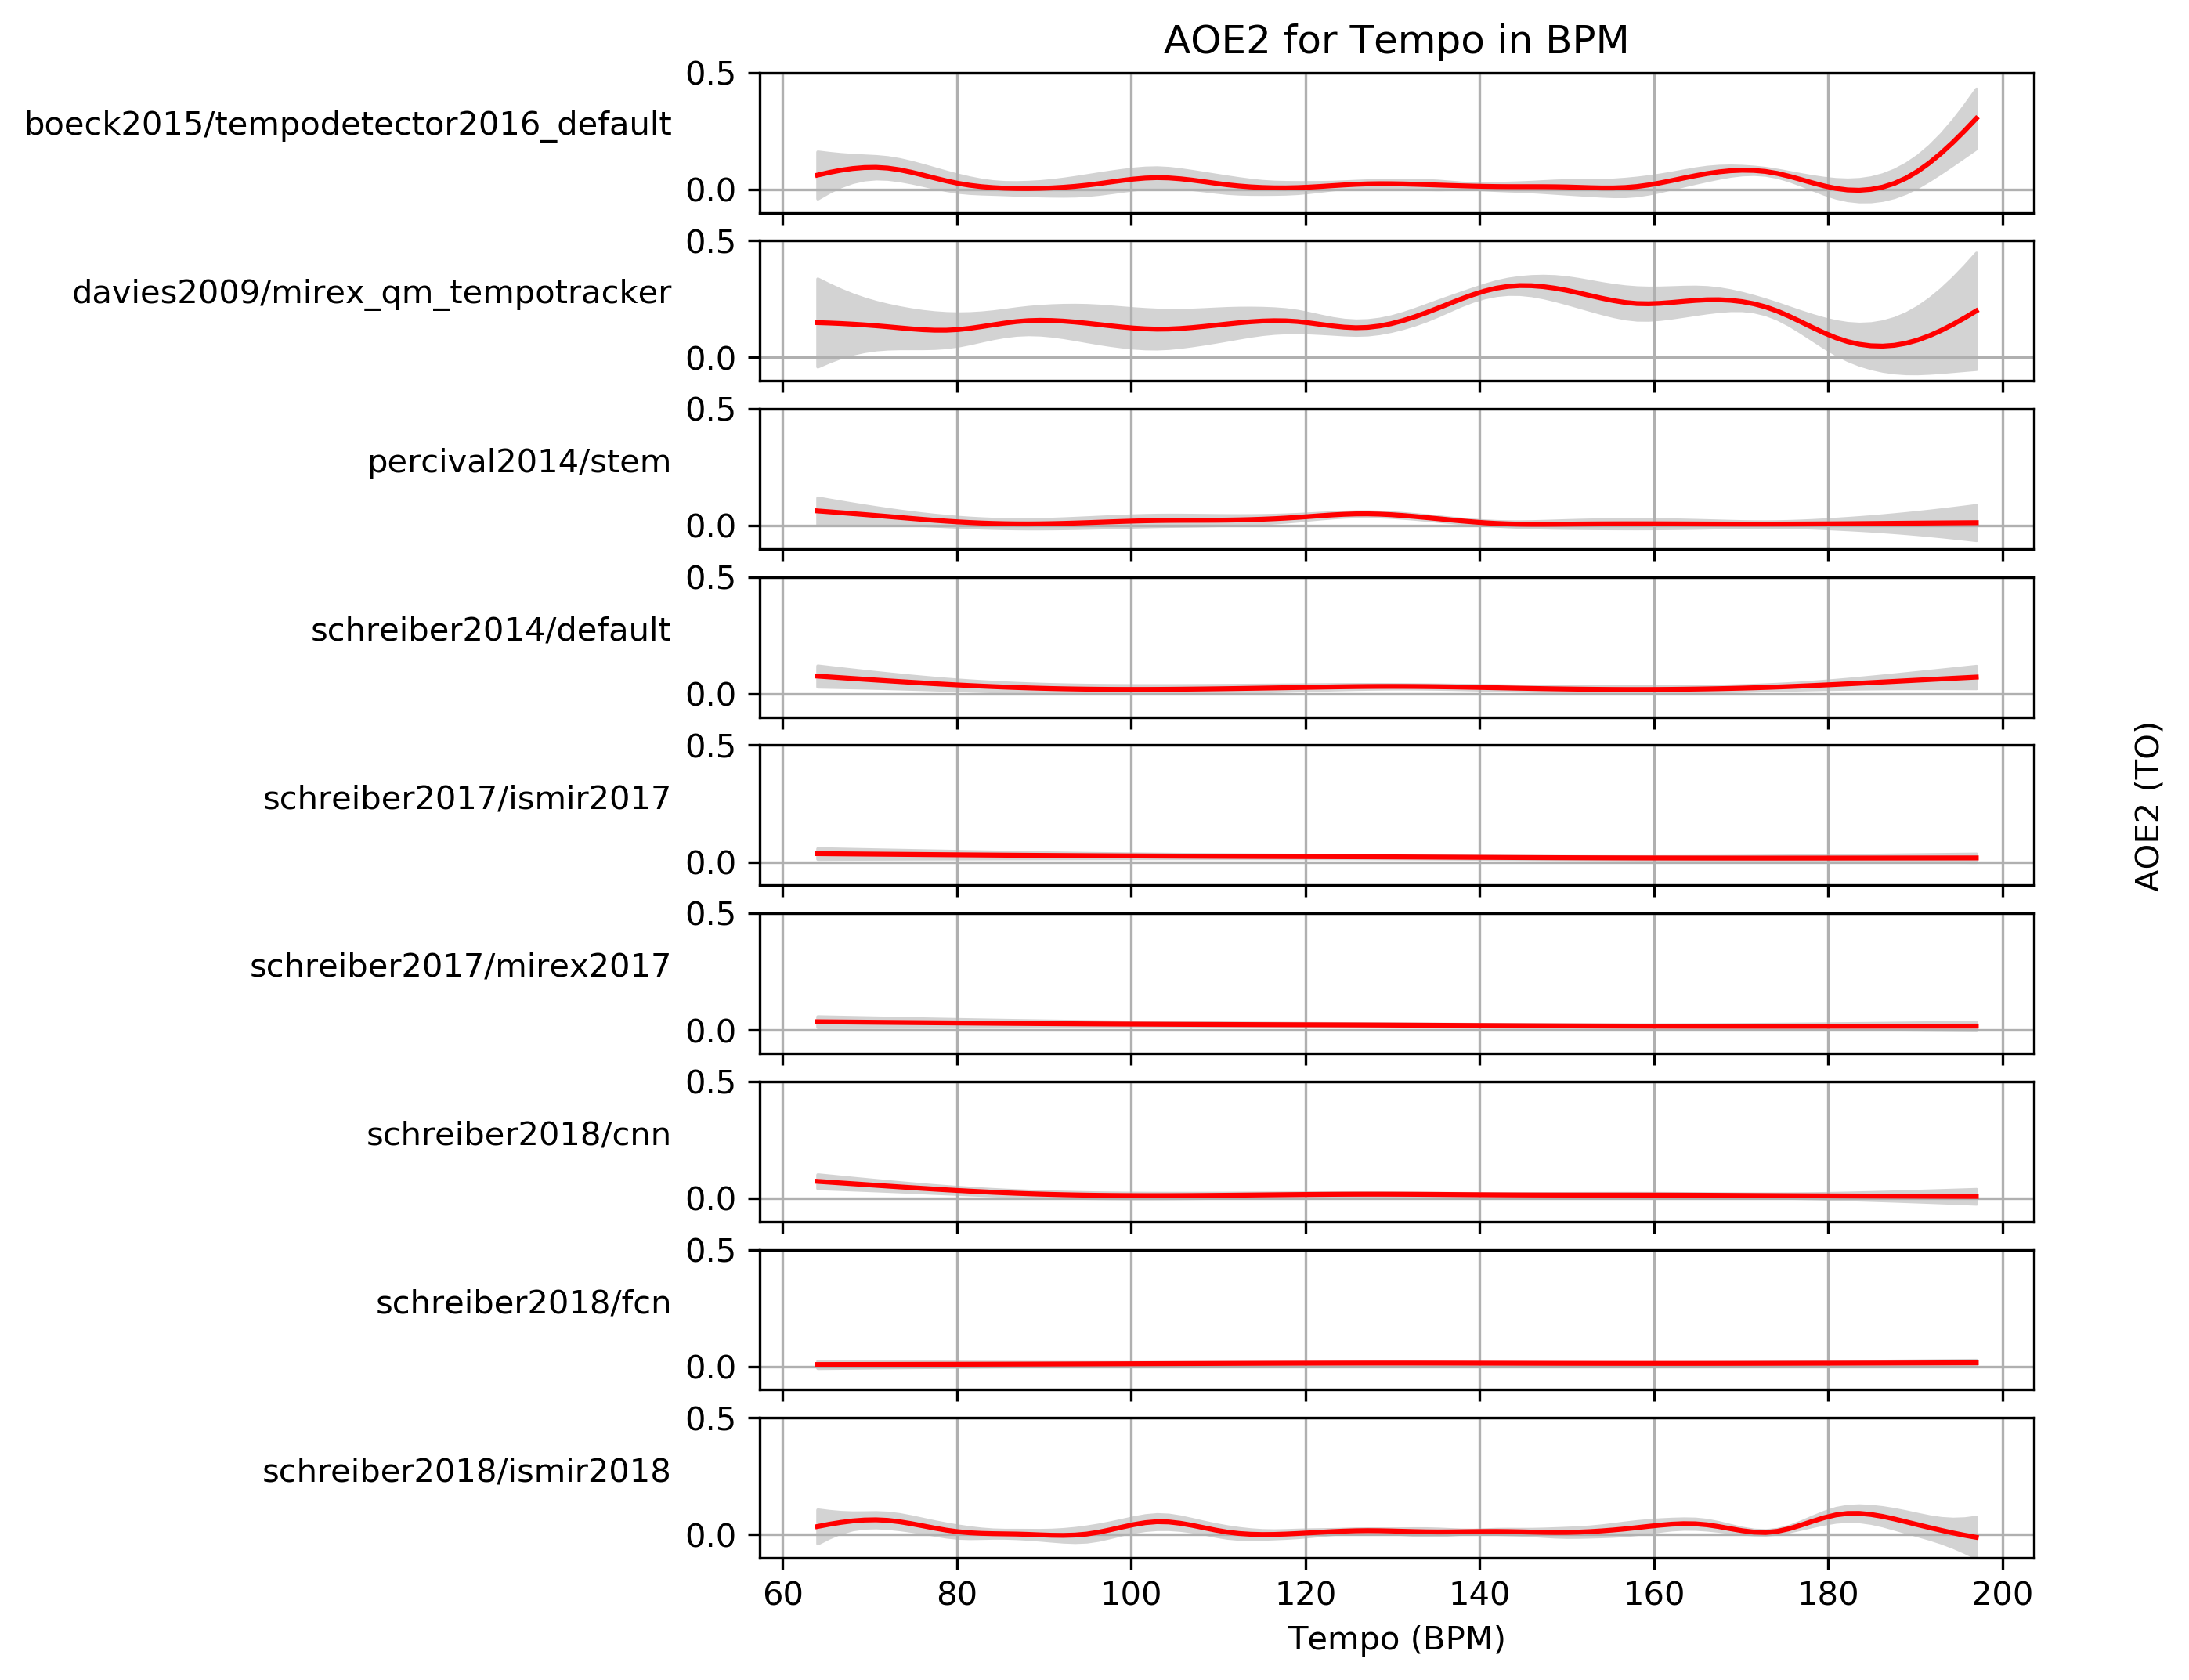 AOE2 for Tempo in BPM
0.5
boeck2015/tempodetector2016_default
0.0
0.5
davies2009/mirex_qm_tempotracker
0.0
0.5
percival2014/stem
0.0
0.5
schreiber2014/default
0.0
0.5
schreiber2017/ismir2017
0.0
0.5
schreiber2017/mirex2017
0.0
0.5
schreiber2018/cnn
0.0
0.5
schreiber2018/fcn
0.0
0.5
schreiber2018/ismir2018
0.0
60 80 100 120 140 160 180 200
Tempo (BPM)
AOE2 (TO)